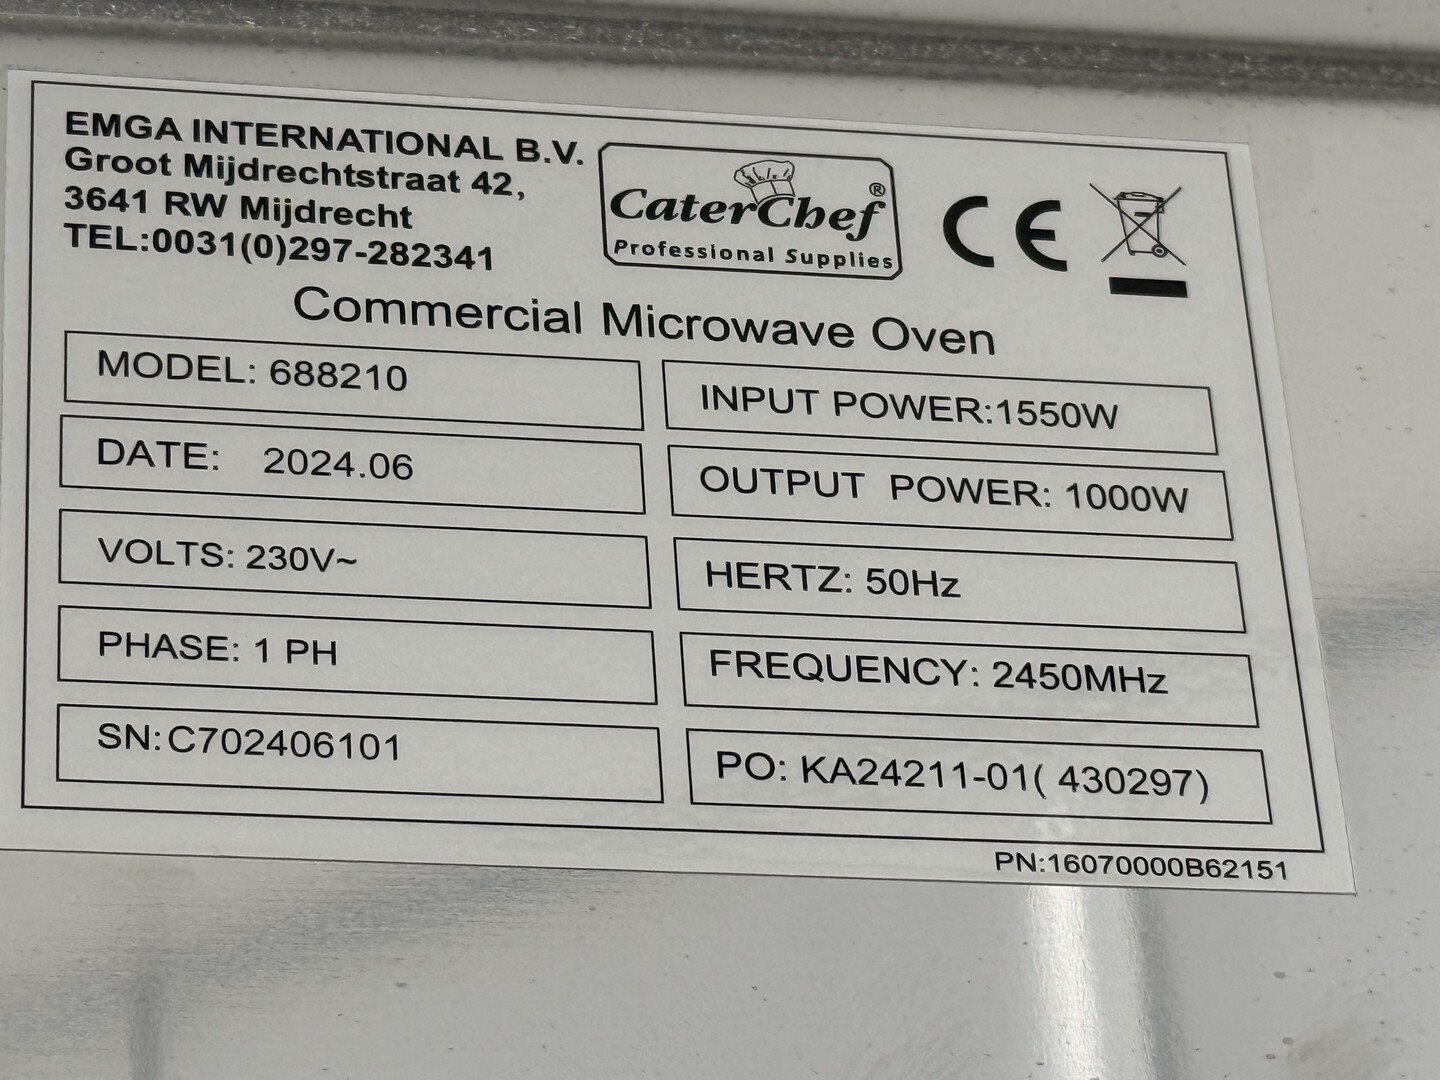 EMGA INTERNATIONAL B.V.
Groot Mijdrechtstraat 42,
3641 RW Mijdrecht
TEL:0031(0)297-282341
CaterChef®
Professional Supplies
CE
Commercial Microwave Oven
MODEL: 688210
INPUT POWER:1550W
DATE: 2024.06
OUTPUT POWER: 1000W
VOLTS: 230V~
HERTZ: 50Hz
PHASE: 1 PH
FREQUENCY: 2450MHz
SN:C702406101
PO: KA24211-01( 430297)
PN:16070000B62151